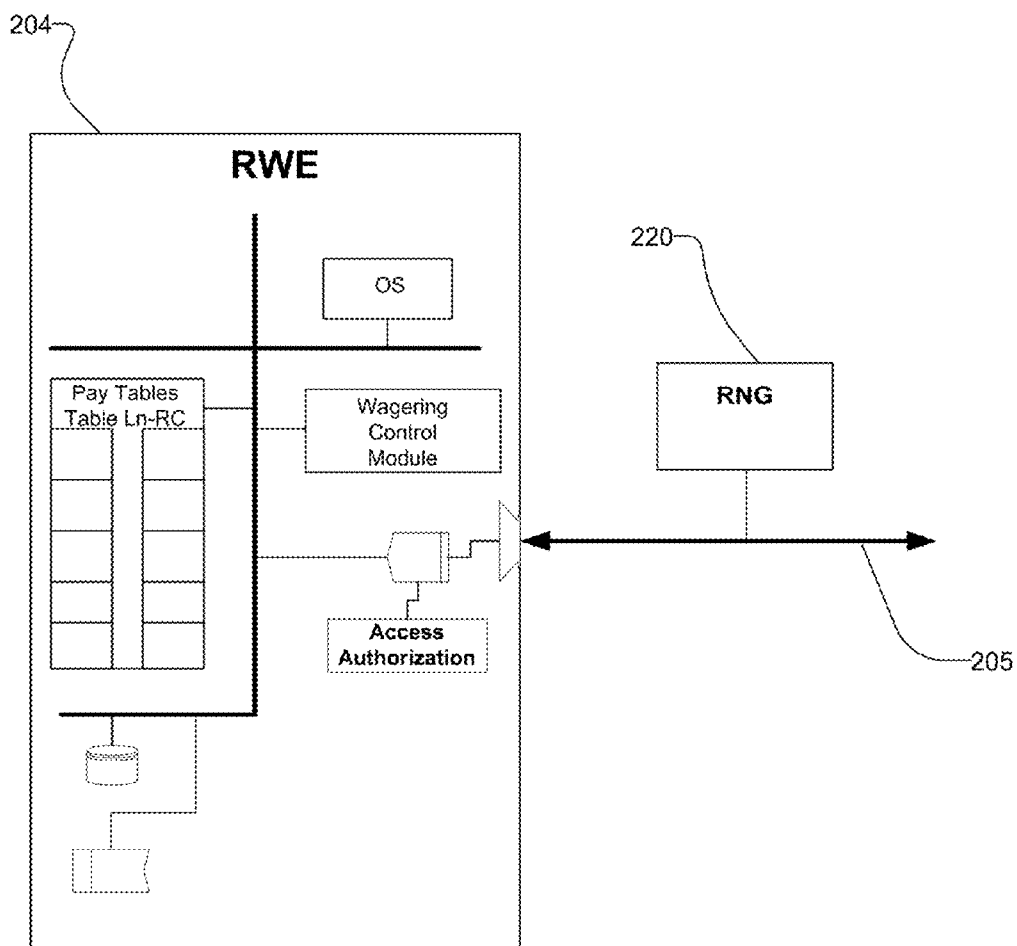 204
RWE
220
OS
RNG
Pay Tables
Table Ln-RC
Wagering
Control
Module
Access
Authorization
205